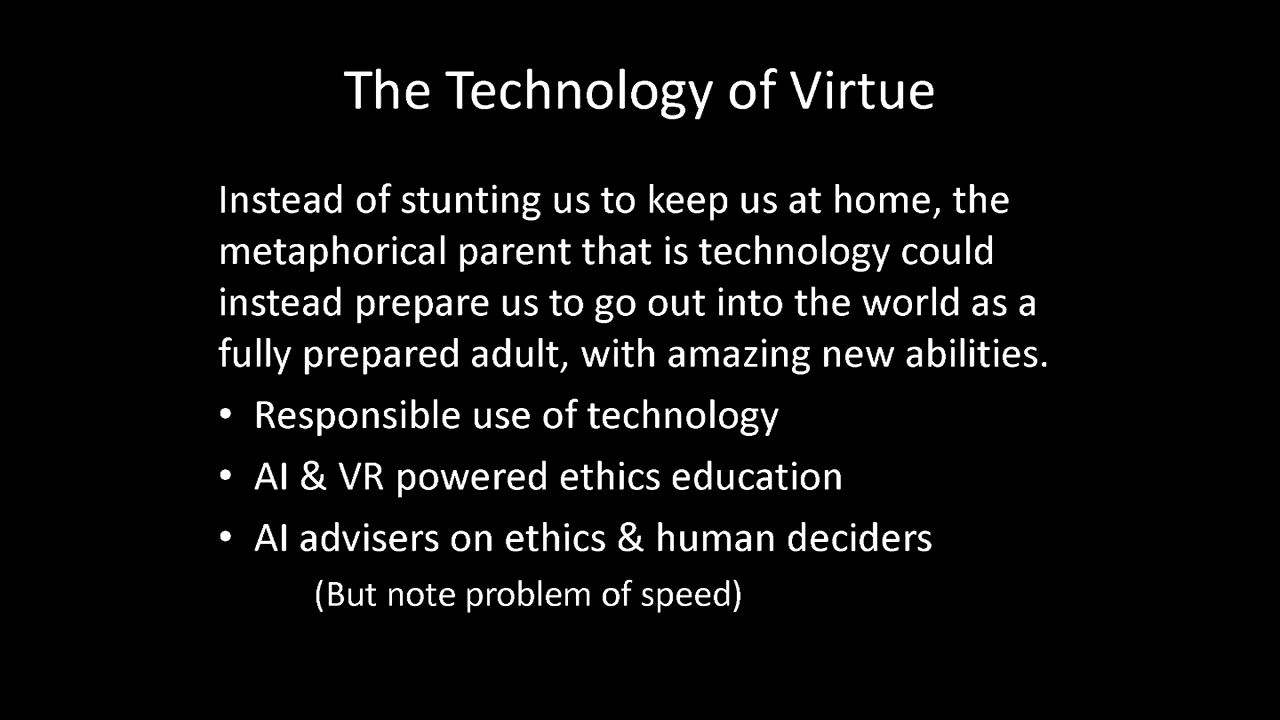 The Technology of Virtue
Instead of stunting us to keep us at home, the
metaphorical parent that is technology could
instead prepare us to go out into the world as a
fully prepared adult, with amazing new abilities.
• Responsible use of technology
• AI & VR powered ethics education
• AI advisers on ethics & human deciders
(But note problem of speed)